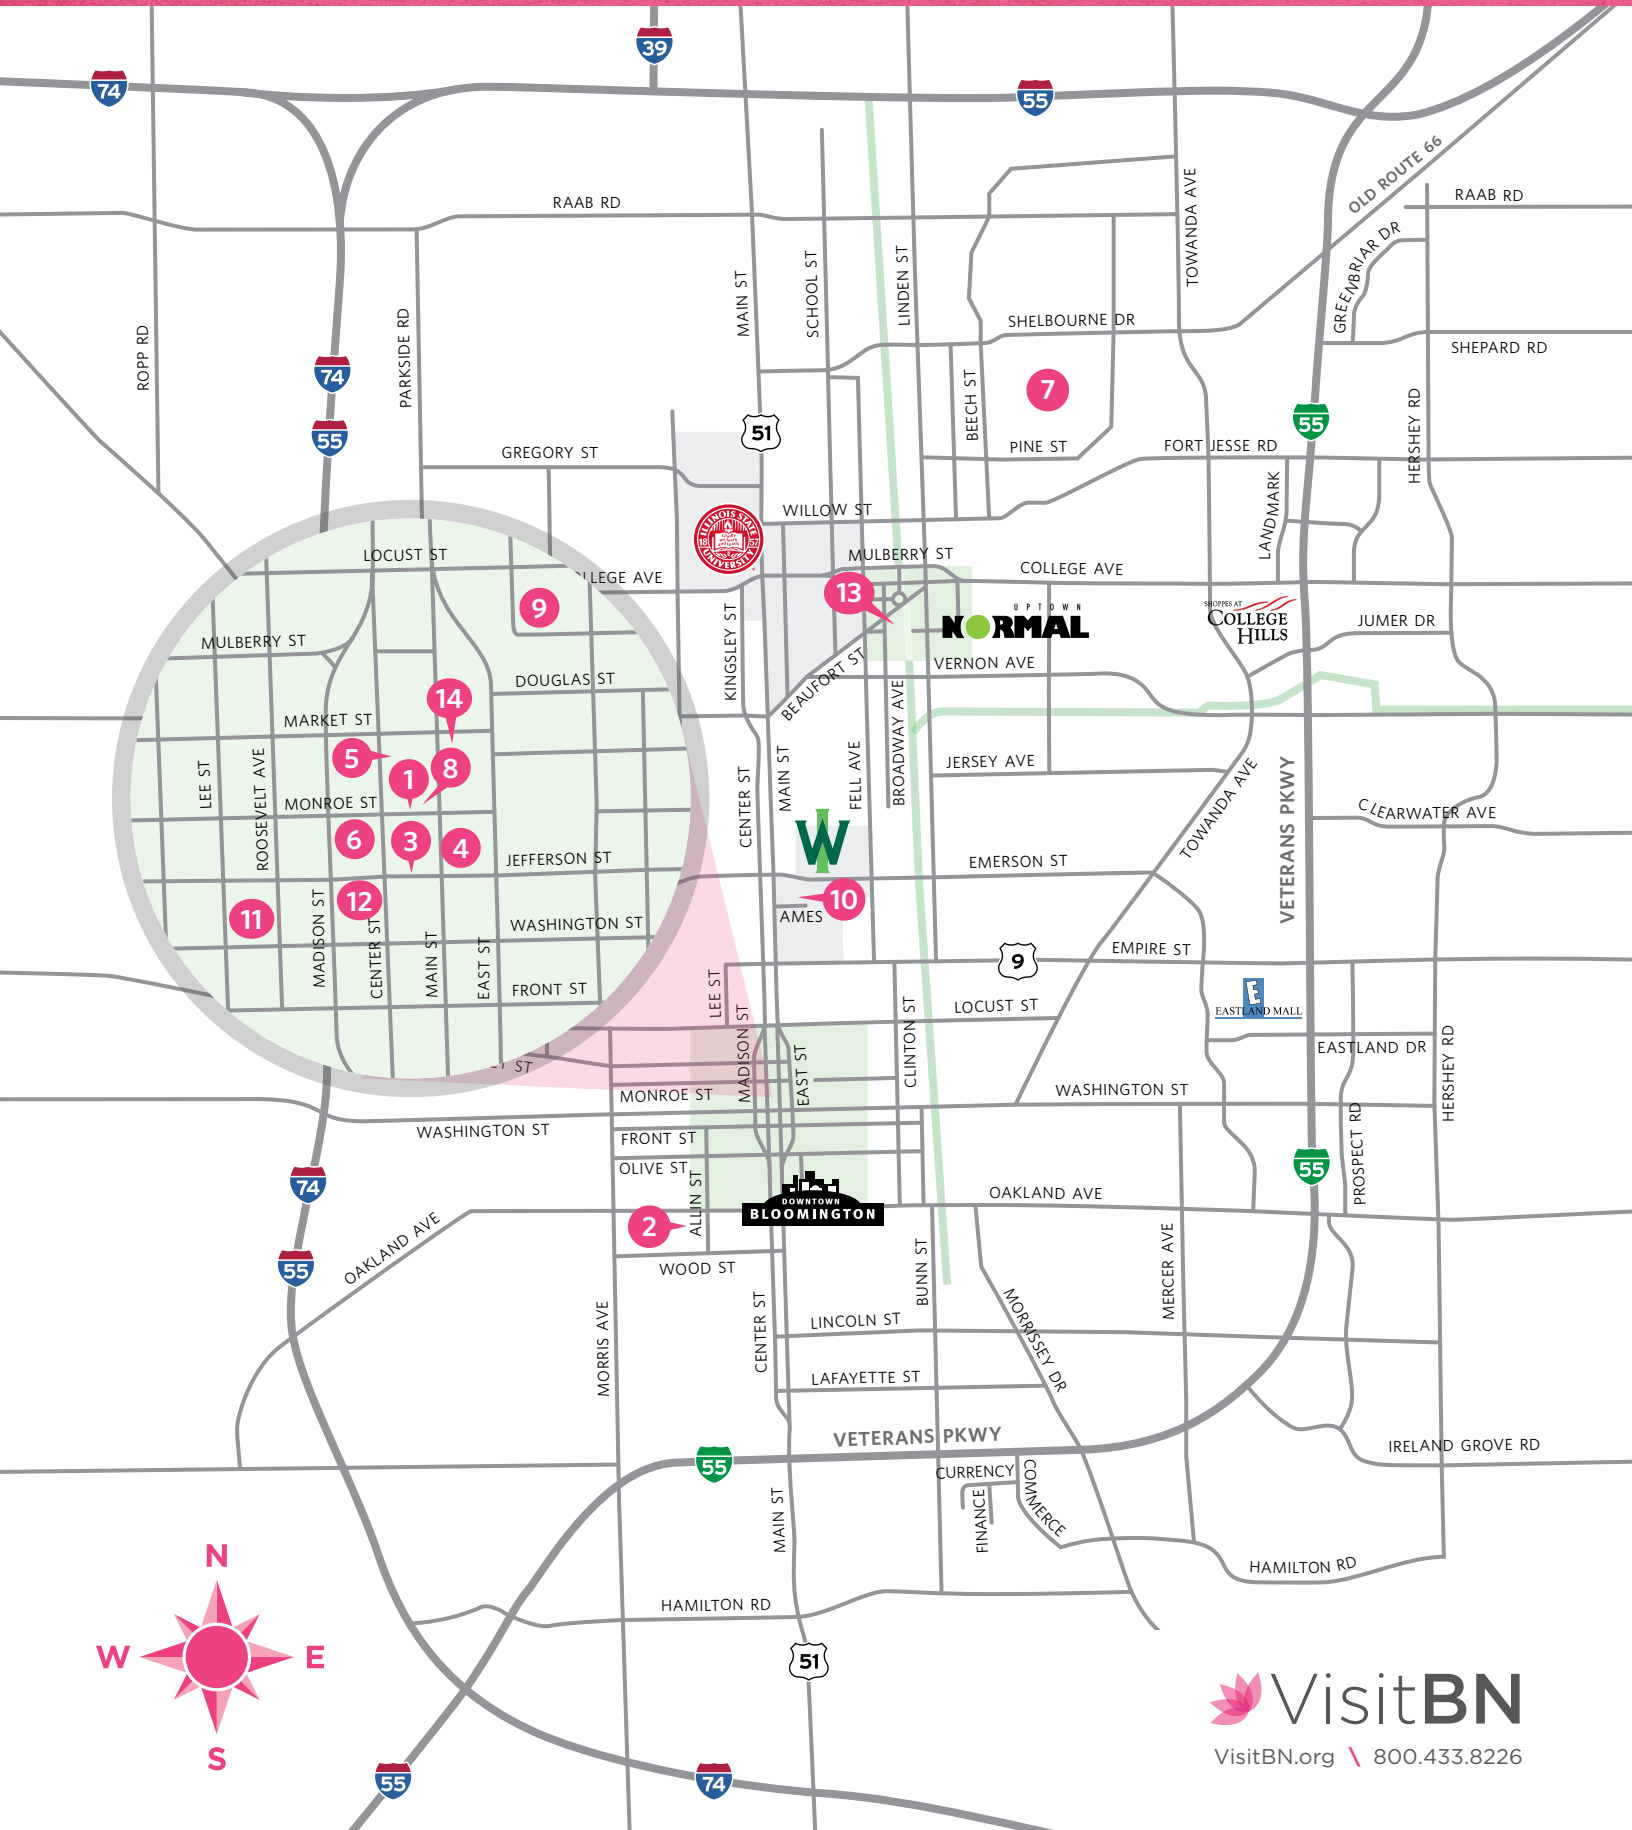 39
74
55
OLD ROUTE 66
RAAB RD
RAAB RD
TOWANDA AVE
GREENBRIAR DR
MAIN ST
SCHOOL ST
LINDEN ST
SHELBOURNE DR
SHEPARD RD
ROPP RD
PARKSIDE RD
74
7
BEECH ST
HERSHEY RD
55
55
51
GREGORY ST
PINE ST
FORT JESSE RD
LANDMARK
WILLOW ST
ILLINOIS STATE
UNIVERSITY
18 57
MULBERRY ST
COLLEGE AVE
LLEGE AVE
LOCUST ST
9
13
UPTOWN
NORMAL
SHOPPES AT
COLLEGE
HILLS
JUMER DR
KINGSLEY ST
MULBERRY ST
BEAUFORT ST
VERNON AVE
DOUGLAS ST
14
MARKET ST
BROADWAY AVE
5
1
8
LEE ST
ROOSEVELT AVE
MONROE ST
CENTER ST
MAIN ST
FELL AVE
JERSEY AVE
TOWANDA AVE
VETERANS PKWY
CLEARWATER AVE
W
6
3
4
JEFFERSON ST
EMERSON ST
12
11
10
AMES
MADISON ST
CENTER ST
MAIN ST
EAST ST
WASHINGTON ST
EMPIRE ST
9
FRONT ST
LEE ST
MADISON ST
EAST ST
CLINTON ST
LOCUST ST
E
EASTLAND MALL
EASTLAND DR
HERSHEY RD
ST
MONROE ST
WASHINGTON ST
WASHINGTON ST
FRONT ST
OLIVE ST
ALLIN ST
PROSPECT RD
55
74
DOWNTOWN
BLOOMINGTON
OAKLAND AVE
2
OAKLAND AVE
55
WOOD ST
BUNN ST
MERCER AVE
MORRIS AVE
CENTER ST
LINCOLN ST
MORRISSEY DR
LAFAYETTE ST
VETERANS PKWY
55
IRELAND GROVE RD
CURRENCY
COMMERCE
FINANCE
MAIN ST
HAMILTON RD
HAMILTON RD
N
W
E
S
51
VisitBN
VisitBN.org \ 800.433.8226
55
74